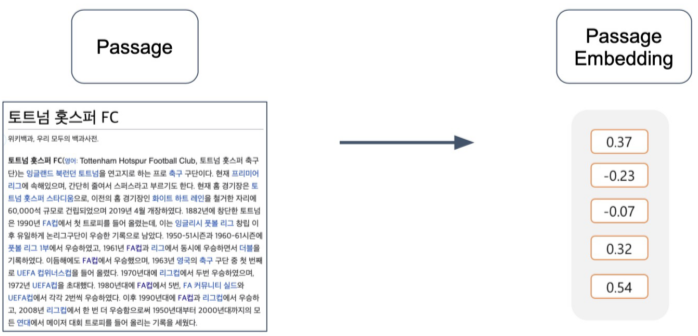 Passage
Passage
Embedding
토트넘 홋스퍼 FC
위키백과, 우리 모두의 백과사전.
토트넘 홋스퍼 FC(영어: Tottenham Hotspur Football Club, 토트넘 홋스퍼 축구
단)는 잉글랜드 북런던 토트넘을 연고지로 하는 프로 축구 구단이다. 현재 프리미어
리그에 속해있으며, 간단히 줄여서 스퍼스라고 부르기도 한다. 현재 홈 경기장은 토
트넘 홋스퍼 스타디움으로, 이전의 홈 경기장인 화이트 하트 레인을 철거한 자리에
60,000석 규모로 건립되었으며 2019년 4월 개장하였다. 1882년에 창단한 토트넘
은 1990년 FA컵에서 첫 트로피를 들어 올렸는데, 이는 잉글리시 풋볼 리그 창립 이
후 유일하게 논리그구단이 우승한 기록으로 남았다. 1950-51시즌과 1960-61시즌에
풋볼 리그 1부에서 우승하였고, 1961년 FA컵과 리그에서 동시에 우승하면서 더블을
기록하였다. 이듬해에도 FA컵에서 우승했으며, 1963년 영국의 축구 구단 중 첫 번째
로 UEFA 컵위너스컵을 들어 올렸다. 1970년대에 리그컵에서 두번 우승하였으며,
1972년 UEFA컵을 초대했다. 1980년대에 FA컵에서 5번, FA 커뮤니티 실드와
UEFA컵에서 각각 2번씩 우승하였다. 이후 1990년대에 FA컵과 리그컵에서 우승하
고, 2008년 리그컵에서 한 번 더 우승함으로써 1950년대부터 2000년대까지의 모
든 연대에서 메이저 대회 트로피를 들어 올리는 기록을 세웠다.
0.37
-0.23
-0.07
0.32
0.54